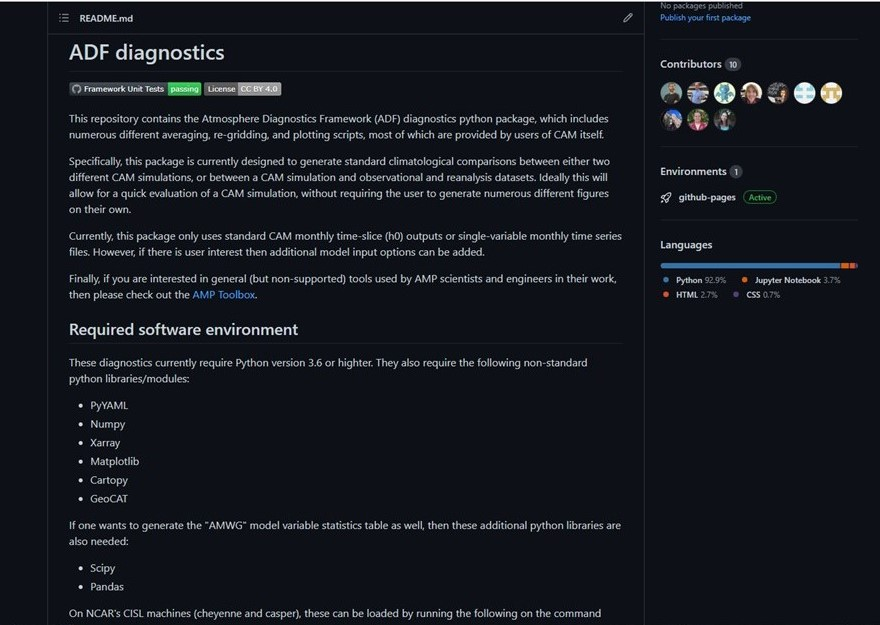 README.md
ADF diagnostics
Framework Unit Tests passing License CC BY 4.0
This repository contains the Atmosphere Diagnostics Framework (ADF) diagnostics python package, which includes
numerous different averaging, re-gridding, and plotting scripts, most of which are provided by users of CAM itself.
Specifically, this package is currently designed to generate standard climatological comparisons between either two
different CAM simulations, or between a CAM simulation and observational and reanalysis datasets. Ideally this will
allow for a quick evaluation of a CAM simulation, without requiring the user to generate numerous different figures
on their own.
Currently, this package only uses standard CAM monthly time-slice (h0) outputs or single-variable monthly time series
files. However, if there is user interest then additional model input options can be added.
Finally, if you are interested in general (but non-supported) tools used by AMP scientists and engineers in their work,
then please check out the AMP Toolbox.
Required software environment
These diagnostics currently require Python version 3.6 or highter. They also require the following non-standard
python libraries/modules:
• PyYAML
• Numpy
• Xarray
• Matplotlib
• Cartopy
• GeoCAT
If one wants to generate the "AMWG" model variable statistics table as well, then these additional python libraries are
also needed:
• Scipy
• Pandas
On NCAR's CISL machines (cheyenne and casper), these can be loaded by running the following on the command
No packages published
Publish your first package
Contributors 10
Environments 1
github-pages Active
Languages
Python 92.9% Jupyter Notebook 3.7%
HTML 2.7% CSS 0.7%